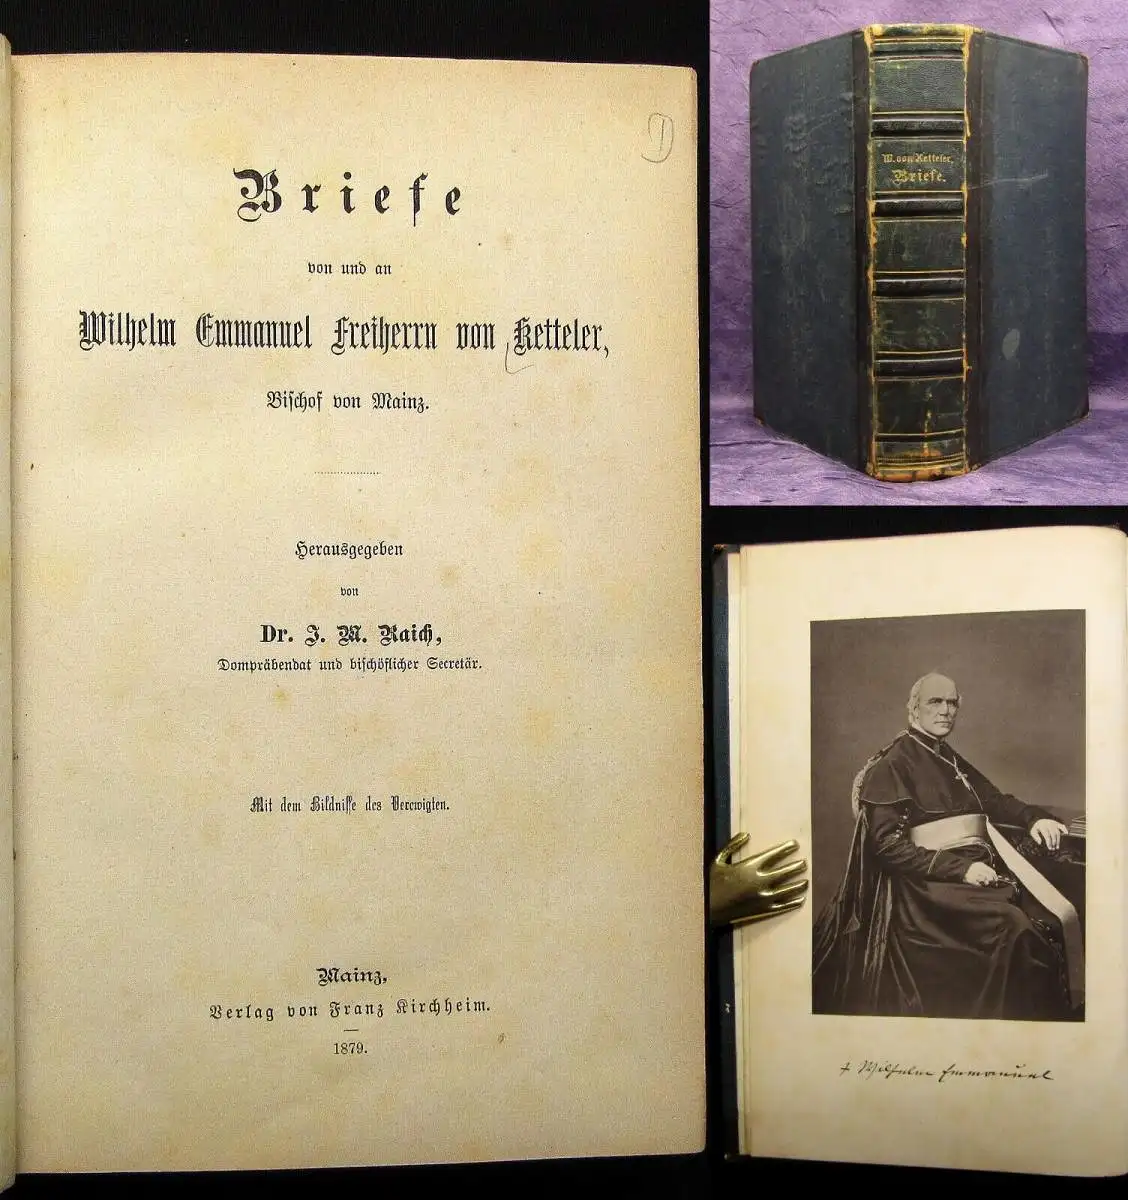 Briefe
von und an
Wilhelm Emmanuel Freiherrn von Ketteler,
Bischof von Mainz.
Herausgegeben
von
Dr. J. M. Raich,
Dompräbendat und bischöflicher Secretär.
Mit dem Bildnisse des Verewigten.
Mainz,
Verlag von Franz Kirchheim.
1879.
W. von Ketteler,
Briefe.
+ Wilhelm Emmanuel